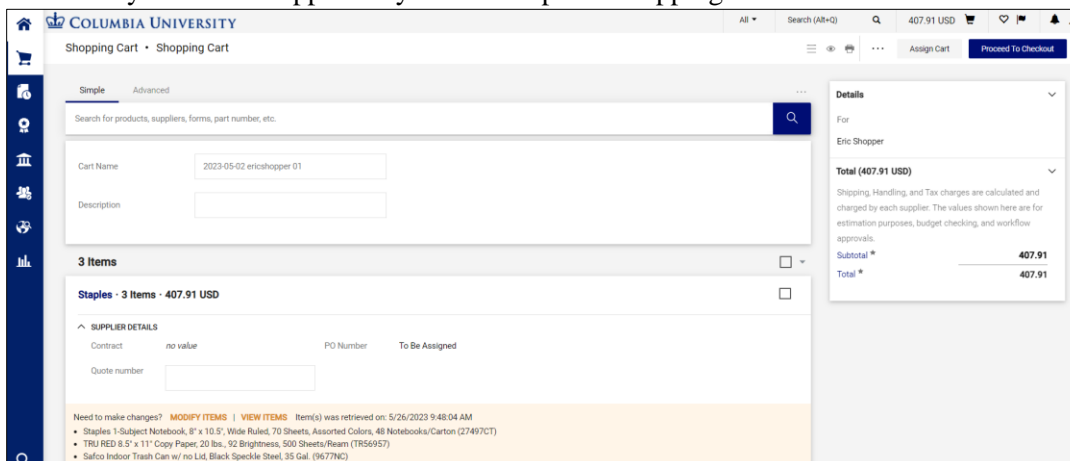 COLUMBIA UNIVERSITY
All
Search (Alt+Q)
407.91 USD
Shopping Cart • Shopping Cart
Assign Cart
Proceed To Checkout
Simple
Advanced
Search for products, suppliers, forms, part number, etc.
Cart Name
2023-05-02 ericshopper 01
Description
3 Items
Staples · 3 Items · 407.91 USD
SUPPLIER DETAILS
Contract no value PO Number To Be Assigned
Quote number
Need to make changes? MODIFY ITEMS | VIEW ITEMS Item(s) was retrieved on: 5/26/2023 9:48:04 AM
• Staples 1-Subject Notebook, 8" x 10.5", Wide Ruled, 70 Sheets, Assorted Colors, 48 Notebooks/Carton (27497CT)
• TRU RED 8.5" x 11" Copy Paper, 20 lbs., 92 Brightness, 500 Sheets/Ream (TR56957)
• Safco Indoor Trash Can w/ no Lid, Black Speckle Steel, 35 Gal. (9677NC)
Details
For
Eric Shopper
Total (407.91 USD)
Shipping, Handling, and Tax charges are calculated and
charged by each supplier. The values shown here are for
estimation purposes, budget checking, and workflow
approvals.
Subtotal * 407.91
Total * 407.91